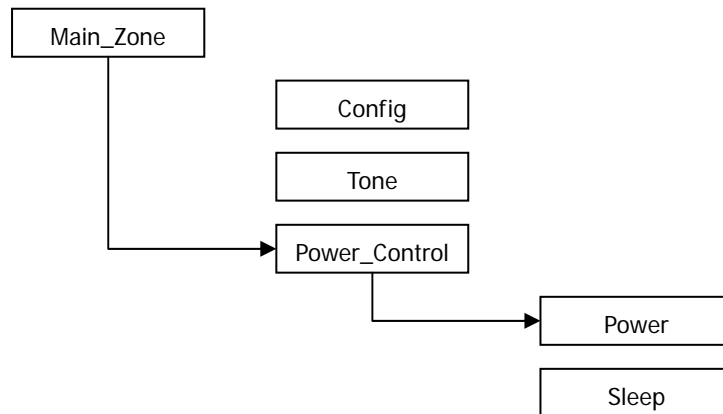 Main_Zone
Config
Tone
Power_Control
Power
Sleep